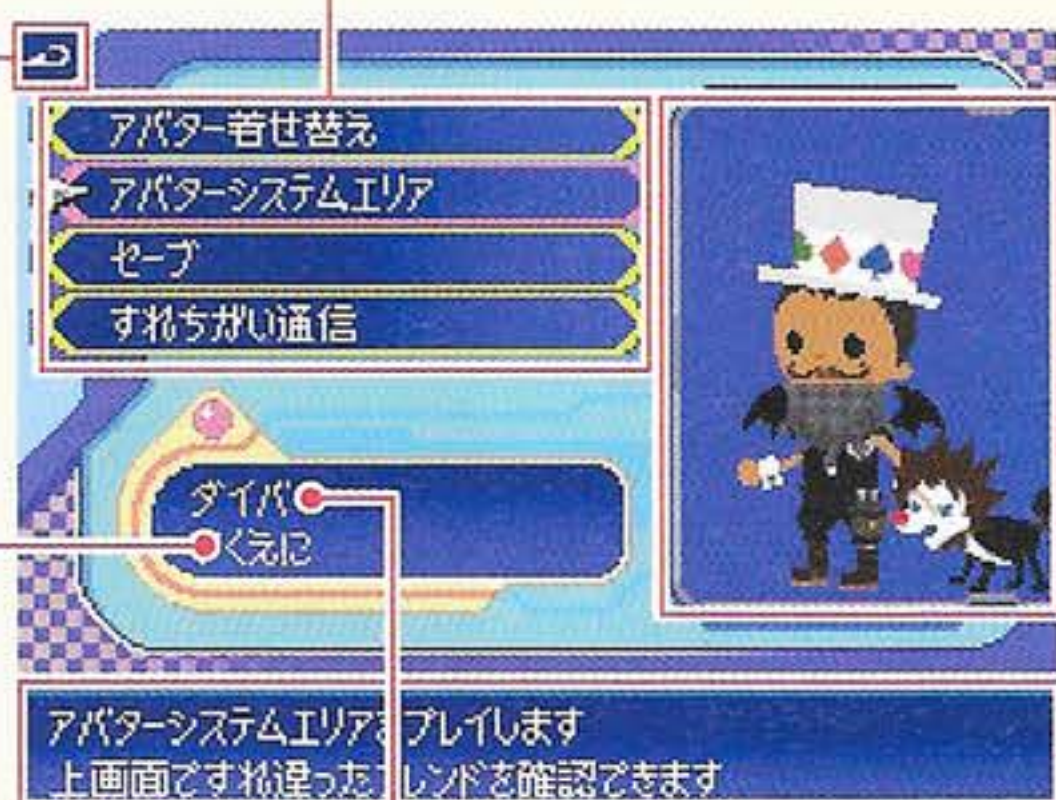 アバター着せ替え
アバターシステムエリア
セーブ
すれちがい通信
ダイバ
くえに
アバターシステムエリアをプレイします
上画面ですれ違ったフレンドを確認できます